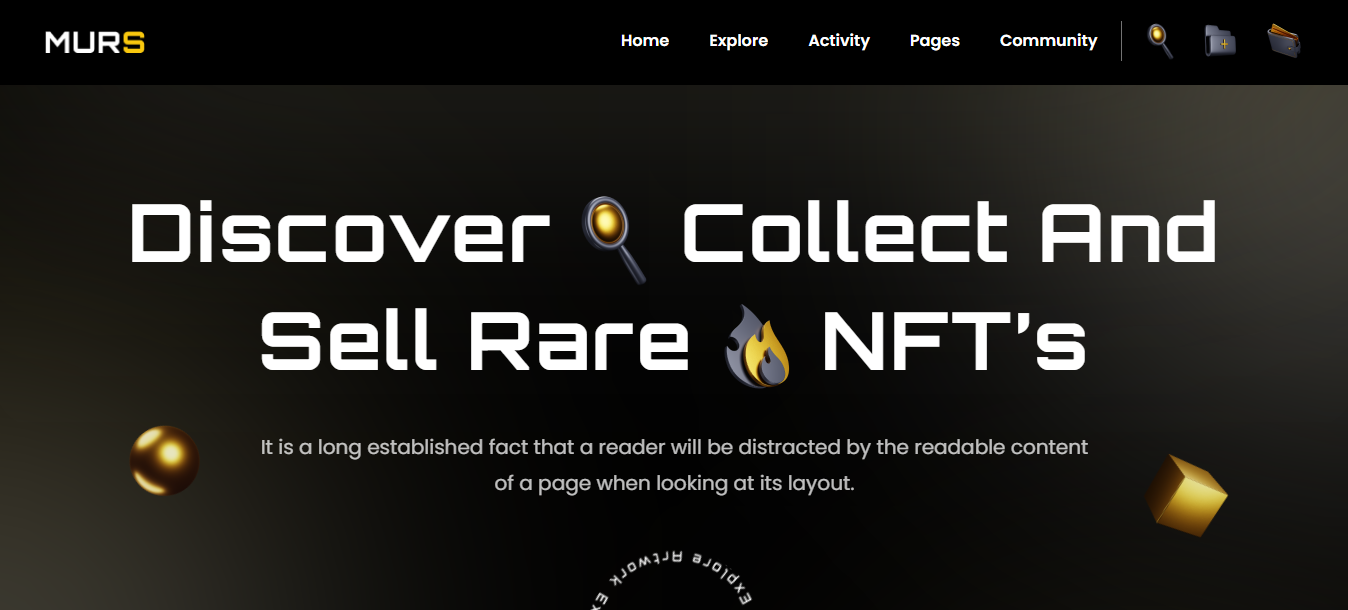 MURS
Home Explore Activity Pages Community
Discover Collect And
Sell Rare NFT's
It is a long established fact that a reader will be distracted by the readable content
of a page when looking at its layout.
Explore Artwork Ex